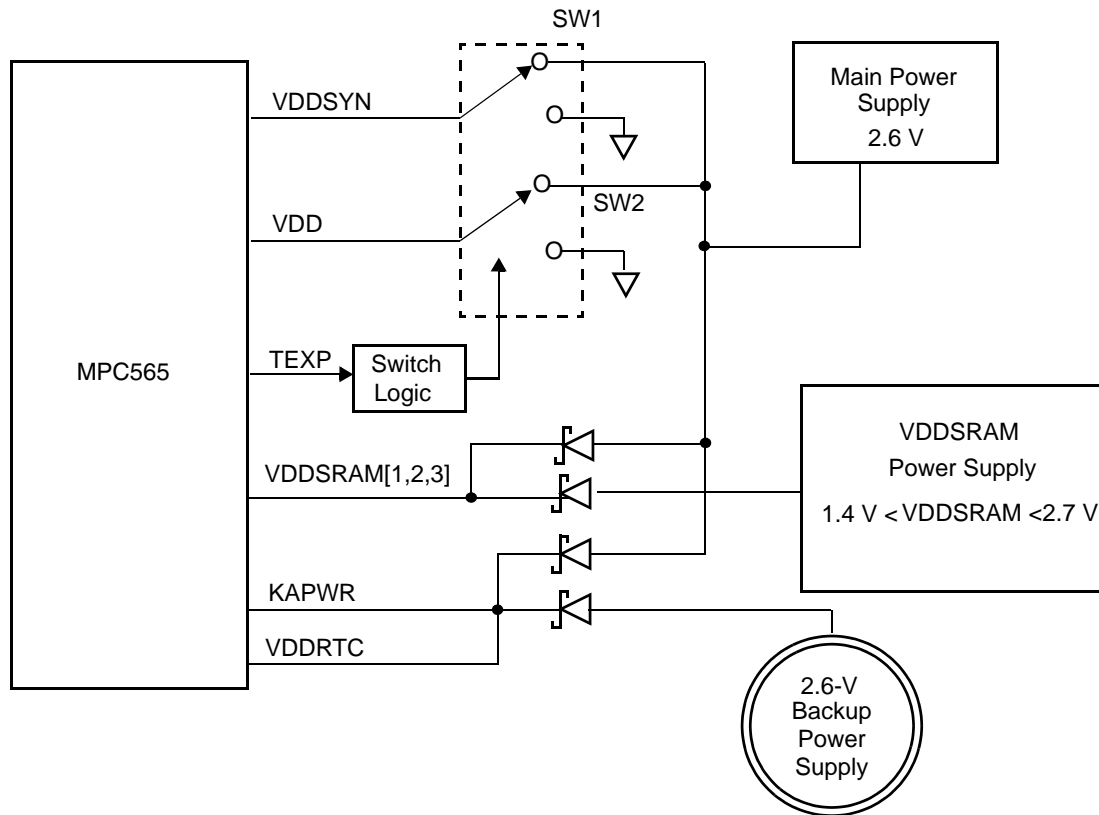 SW1
Main Power
Supply
2.6 V
VDDSYN
SW2
VDD
MPC565
TEXP
Switch
Logic
VDDSRAM
Power Supply
1.4 V < VDDSRAM <2.7 V
VDDSRAM[1,2,3]
KAPWR
VDDRTC
2.6-V
Backup
Power
Supply